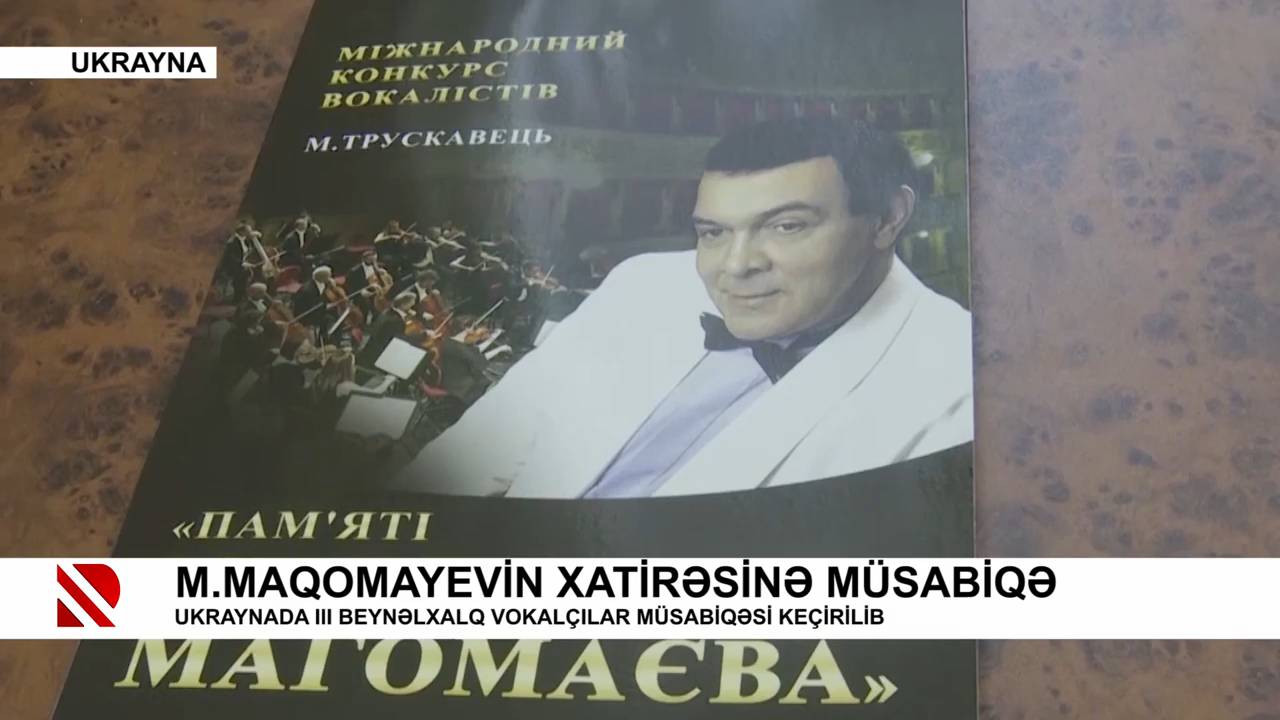 UKRAYNA
МІЖНАРОДНИЙ
КОНКУРС
ВОКАЛІСТІВ
М.ТРУСКАВЕЦЬ
«ПАМ'ЯТІ
M.MAQOMAYEVİN XATİRƏSİNƏ MÜSABİQƏ
UKRAYNADA III BEYNƏLXALQ VOKALÇILAR MÜSABİQƏSİ KEÇİRİLİB
МАГОМАЄВА»